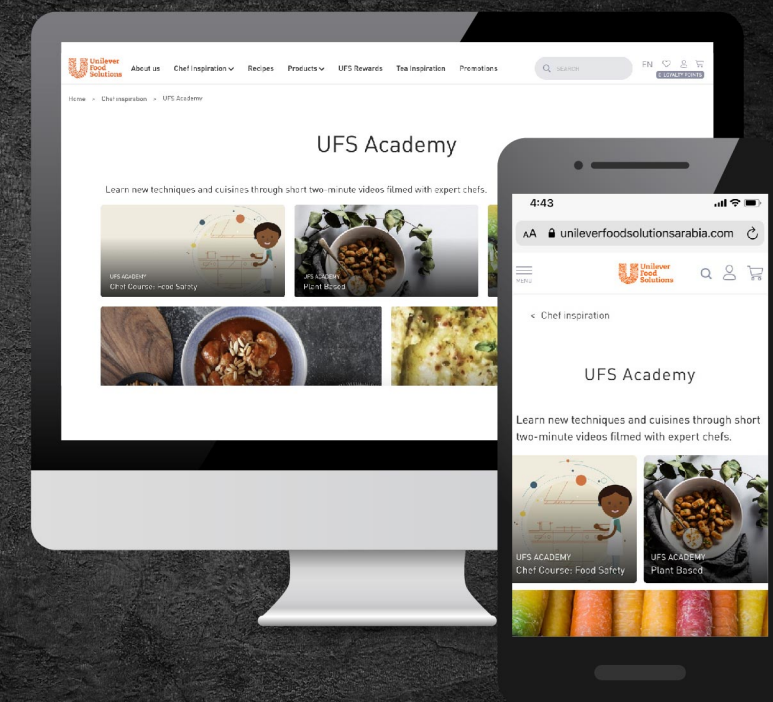 Unilever
Food
Solutions
About us
Chef Inspiration
Recipes
Products
UFS Rewards
Tea Inspiration
Promotions
SEARCH
EN
LOYALTY POINTS
Home > Chef inspiration > UFS Academy
UFS Academy
Learn new techniques and cuisines through short two-minute videos filmed with expert chefs.
UFS ACADEMY
Chef Course: Food Safety
UFS ACADEMY
Plant Based
4:43
AA unileverfoodsolutionsarabia.com
MENU
Unilever
Food
Solutions
< Chef inspiration
UFS Academy
Learn new techniques and cuisines through short
two-minute videos filmed with expert chefs.
UFS ACADEMY
Chef Course: Food Safety
UFS ACADEMY
Plant Based